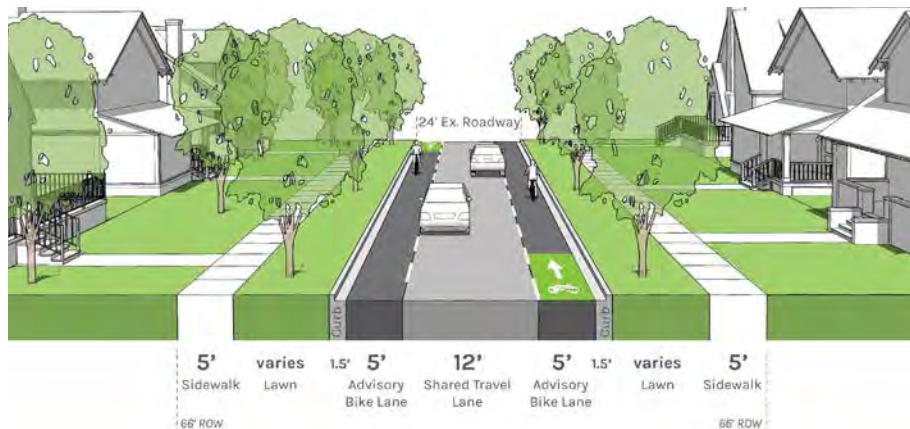 24' Ex. Roadway
Curb
Curb
5' varies 1.5' 5' 12' 5' 1.5' varies 5'
Sidewalk Lawn Advisory Shared Travel Advisory Lawn Sidewalk
Bike Lane Lane Bike Lane
66' ROW 66' ROW